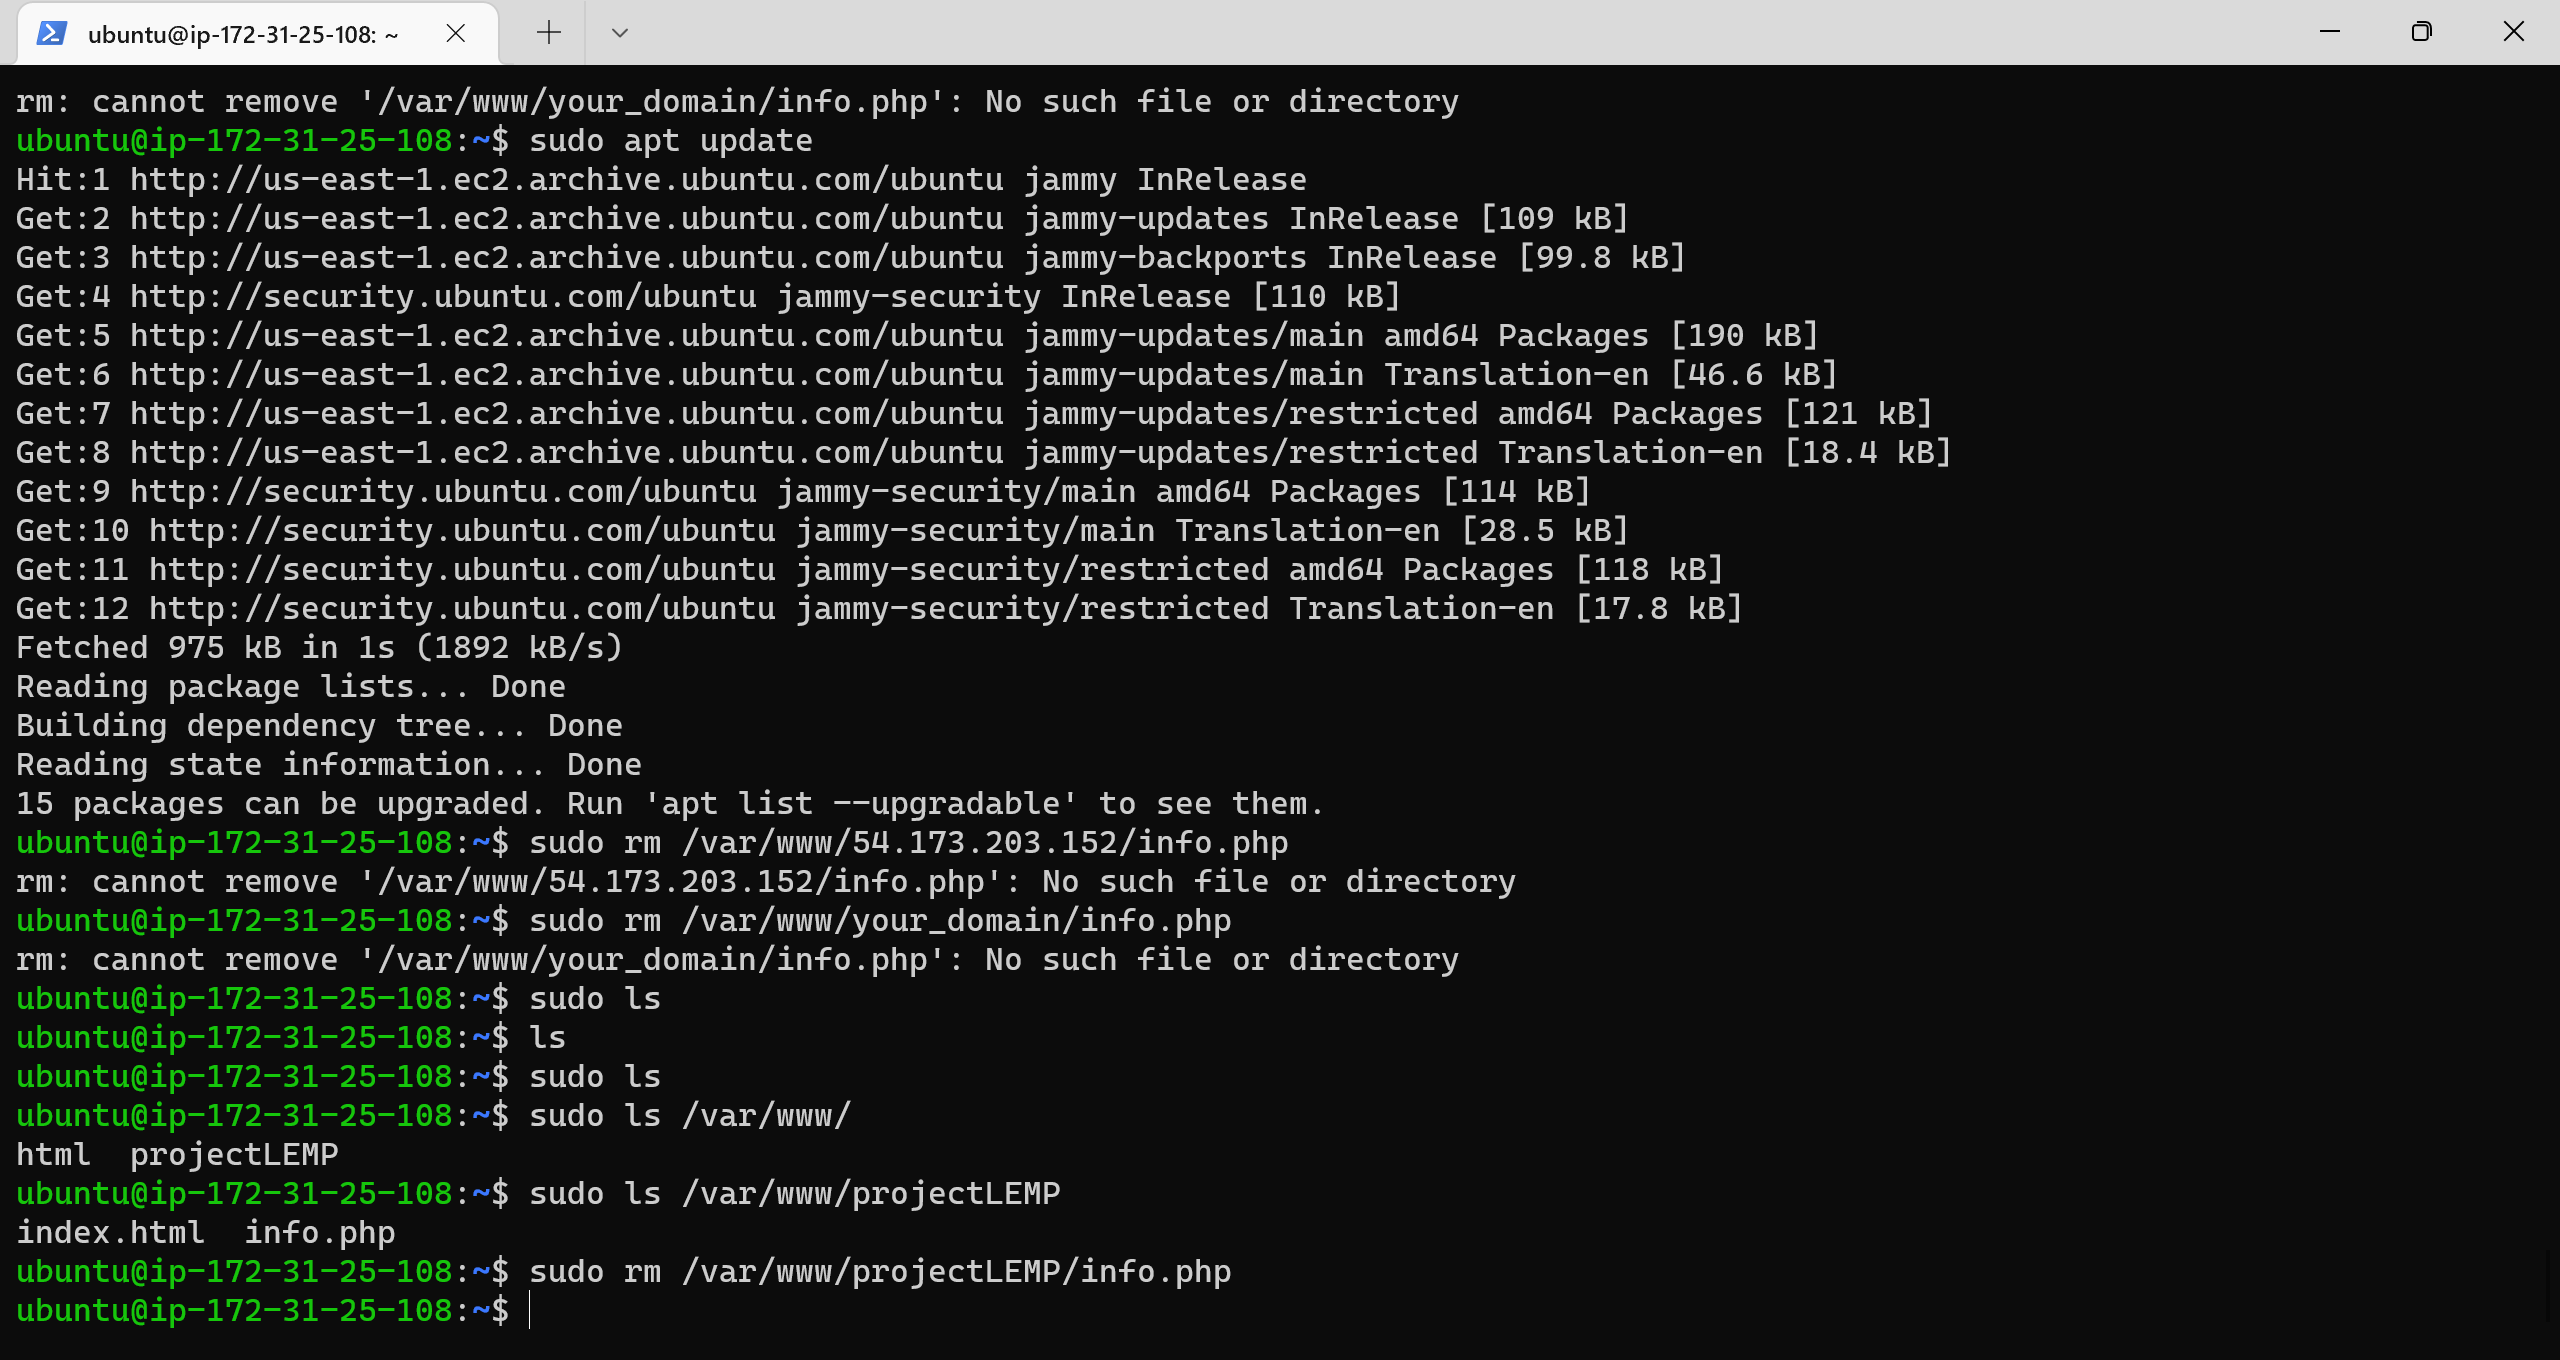 ubuntu@ip-172-31-25-108: ~
rm: cannot remove '/var/www/your_domain/info.php': No such file or directory
ubuntu@ip-172-31-25-108:~$ sudo apt update
Hit:1 http://us-east-1.ec2.archive.ubuntu.com/ubuntu jammy InRelease
Get:2 http://us-east-1.ec2.archive.ubuntu.com/ubuntu jammy-updates InRelease [109 kB]
Get:3 http://us-east-1.ec2.archive.ubuntu.com/ubuntu jammy-backports InRelease [99.8 kB]
Get:4 http://security.ubuntu.com/ubuntu jammy-security InRelease [110 kB]
Get:5 http://us-east-1.ec2.archive.ubuntu.com/ubuntu jammy-updates/main amd64 Packages [190 kB]
Get:6 http://us-east-1.ec2.archive.ubuntu.com/ubuntu jammy-updates/main Translation-en [46.6 kB]
Get:7 http://us-east-1.ec2.archive.ubuntu.com/ubuntu jammy-updates/restricted amd64 Packages [121 kB]
Get:8 http://us-east-1.ec2.archive.ubuntu.com/ubuntu jammy-updates/restricted Translation-en [18.4 kB]
Get:9 http://security.ubuntu.com/ubuntu jammy-security/main amd64 Packages [114 kB]
Get:10 http://security.ubuntu.com/ubuntu jammy-security/main Translation-en [28.5 kB]
Get:11 http://security.ubuntu.com/ubuntu jammy-security/restricted amd64 Packages [118 kB]
Get:12 http://security.ubuntu.com/ubuntu jammy-security/restricted Translation-en [17.8 kB]
Fetched 975 kB in 1s (1892 kB/s)
Reading package lists... Done
Building dependency tree... Done
Reading state information... Done
15 packages can be upgraded. Run 'apt list --upgradable' to see them.
ubuntu@ip-172-31-25-108:~$ sudo rm /var/www/54.173.203.152/info.php
rm: cannot remove '/var/www/54.173.203.152/info.php': No such file or directory
ubuntu@ip-172-31-25-108:~$ sudo rm /var/www/your_domain/info.php
rm: cannot remove '/var/www/your_domain/info.php': No such file or directory
ubuntu@ip-172-31-25-108:~$ sudo ls
ubuntu@ip-172-31-25-108:~$ ls
ubuntu@ip-172-31-25-108:~$ sudo ls
ubuntu@ip-172-31-25-108:~$ sudo ls /var/www/
html  projectLEMP
ubuntu@ip-172-31-25-108:~$ sudo ls /var/www/projectLEMP
index.html  info.php
ubuntu@ip-172-31-25-108:~$ sudo rm /var/www/projectLEMP/info.php
ubuntu@ip-172-31-25-108:~$